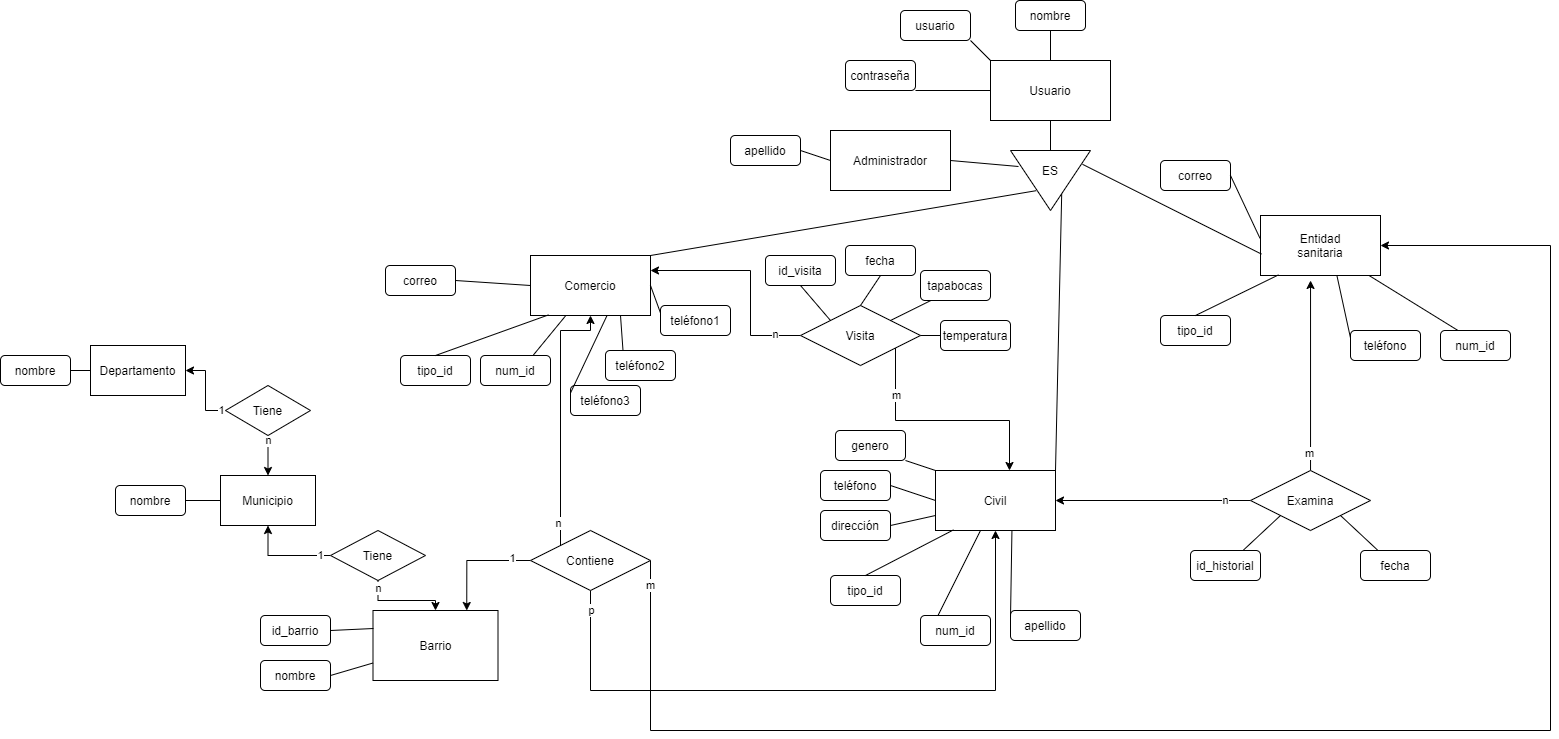 nombre
usuario
contraseña
Usuario
apellido
Administrador
ES
correo
Entidad
sanitaria
tipo_id
teléfono
num_id
correo
Comercio
teléfono1
teléfono2
teléfono3
tipo_id
num_id
id_visita
fecha
tapabocas
temperatura
Visita
n
m
nombre
Departamento
1
Tiene
n
nombre
Municipio
1
Tiene
n
id_barrio
nombre
Barrio
1
n
Contiene
m
p
genero
teléfono
dirección
Civil
tipo_id
num_id
apellido
n
m
Examina
id_historial
fecha